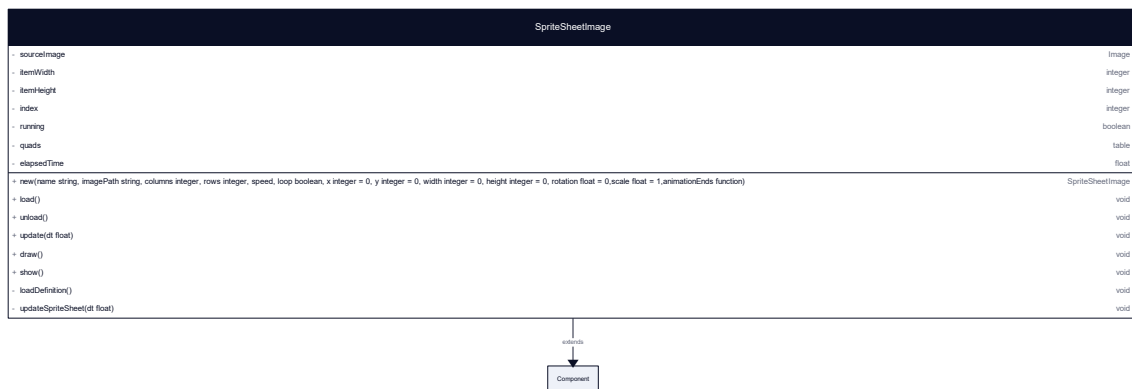 SpriteSheetImage
- sourceImage Image
- itemWidth integer
- itemHeight integer
- index integer
- running boolean
- quads table
- elapsedTime float
+ new(name string, imagePath string, columns integer, rows integer, speed, loop boolean, x integer = 0, y integer = 0, width integer = 0, height integer = 0, rotation float = 0,scale float = 1,animationEnds function) SpriteSheetImage
+ load() void
+ unload() void
+ update(dt float) void
+ draw() void
+ show() void
- loadDefinition() void
- updateSpriteSheet(dt float) void
extends
Component